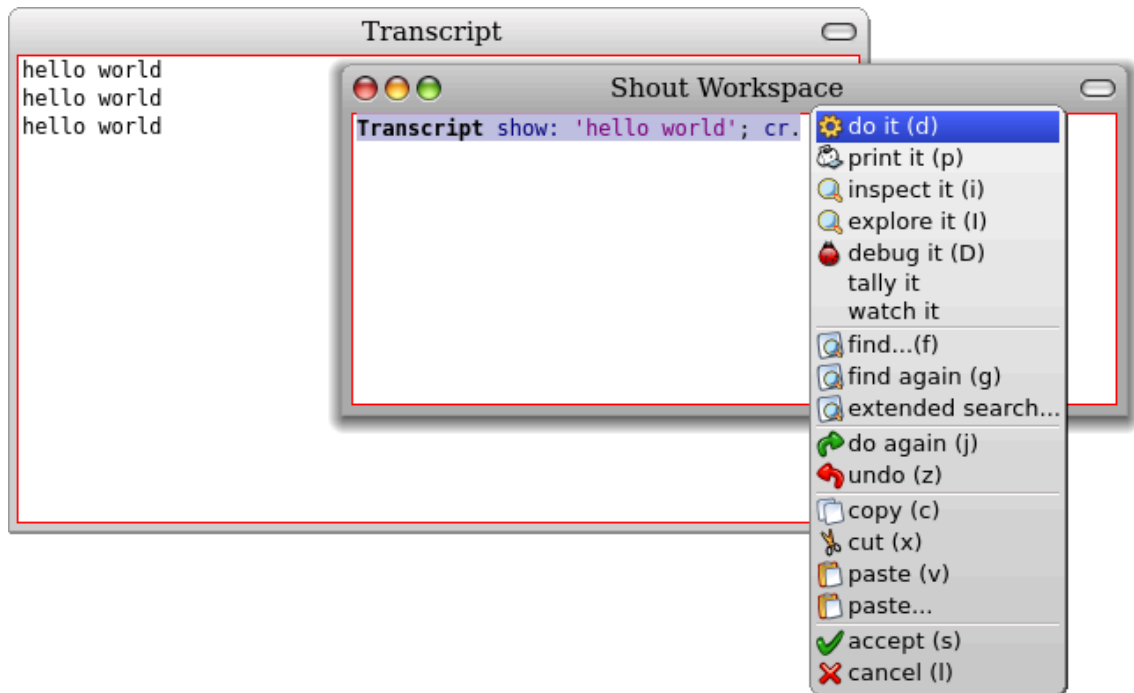 Transcript
hello world
hello world
hello world
Shout Workspace
Transcript show: 'hello world'; cr.
do it (d)
print it (p)
inspect it (i)
explore it (I)
debug it (D)
tally it
watch it
find...(f)
find again (g)
extended search...
do again (j)
undo (z)
copy (c)
cut (x)
paste (v)
paste...
accept (s)
cancel (l)